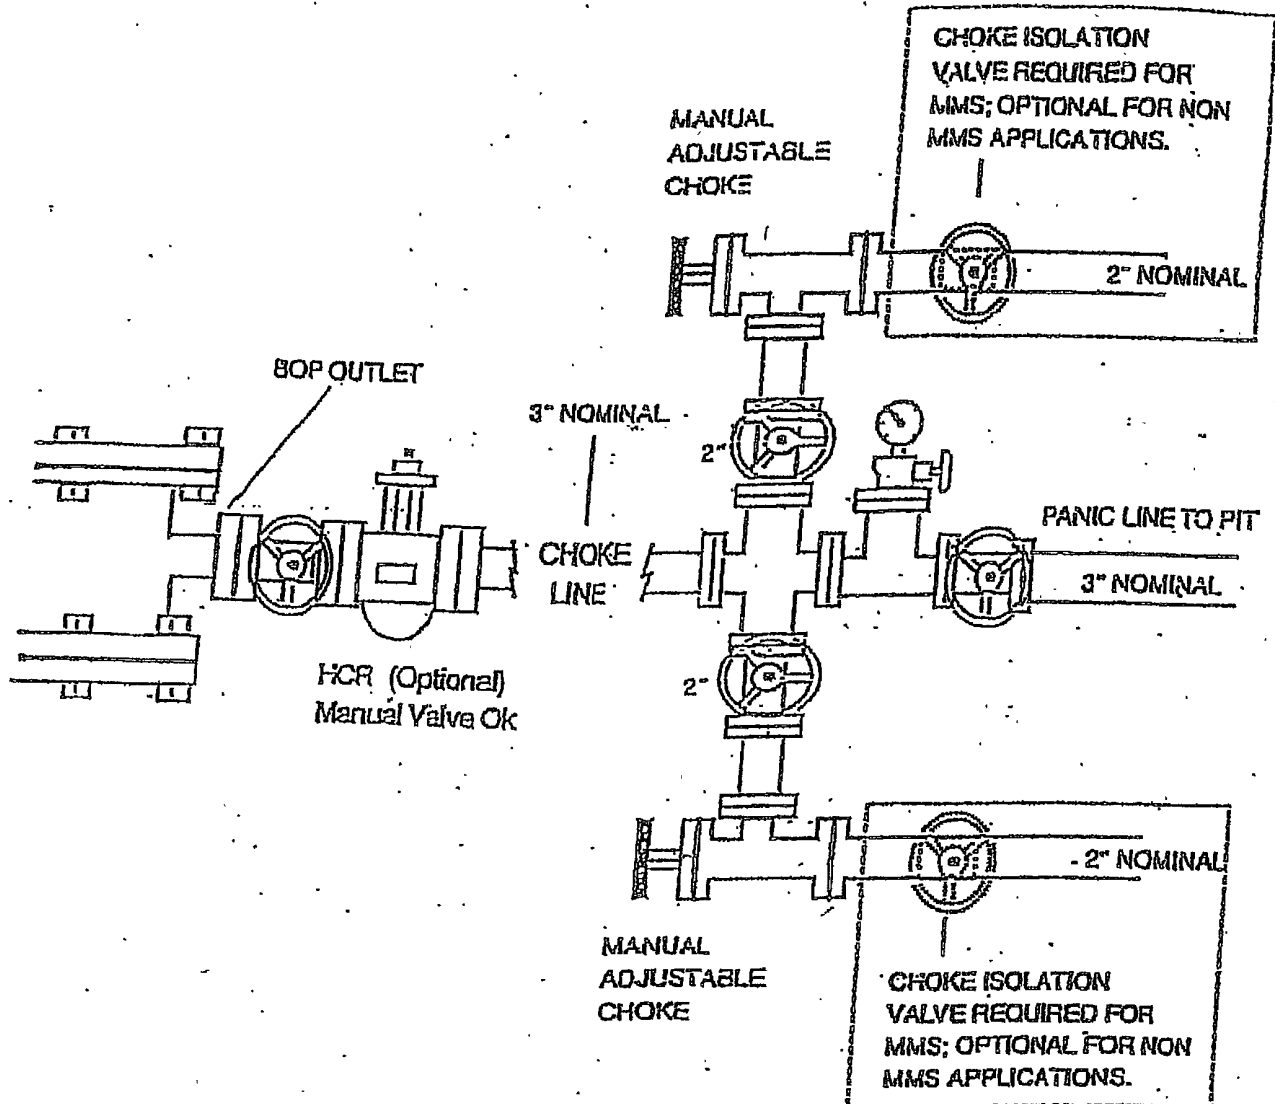 CHOKE ISOLATION
VALVE REQUIRED FOR
MMS; OPTIONAL FOR NON
MMS APPLICATIONS.
MANUAL
ADJUSTABLE
CHOKE
2" NOMINAL
BOP OUTLET
3" NOMINAL
2"
PANIC LINE TO PIT
CHOKE
LINE
3" NOMINAL
HCR (Optional)
Manual Valve Ok
2"
2" NOMINAL
MANUAL
ADJUSTABLE
CHOKE
CHOKE ISOLATION
VALVE REQUIRED FOR
MMS; OPTIONAL FOR NON
MMS APPLICATIONS.